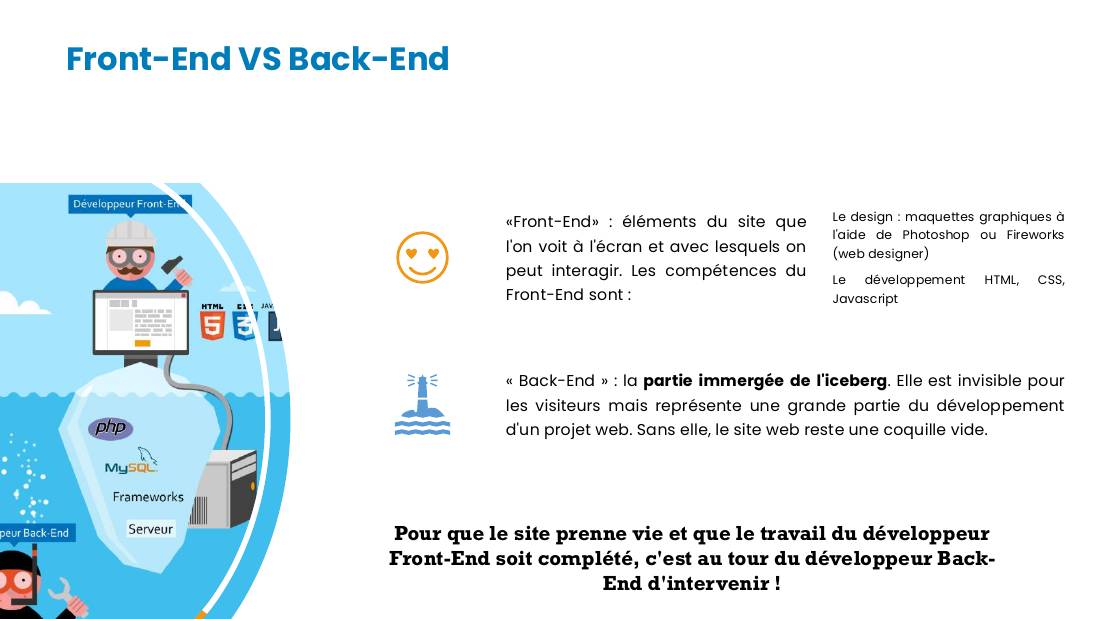 Front-End VS Back-End
Développeur Front-End
HTML
5
3
php
MySQL
Frameworks
Serveur
peur Back-End
«Front-End» : éléments du site que
l'on voit à l'écran et avec lesquels on
peut interagir. Les compétences du
Front-End sont :
Le design : maquettes graphiques à
l'aide de Photoshop ou Fireworks
(web designer)
Le développement HTML, CSS,
Javascript
« Back-End » : la partie immergée de l'iceberg. Elle est invisible pour
les visiteurs mais représente une grande partie du développement
d'un projet web. Sans elle, le site web reste une coquille vide.
Pour que le site prenne vie et que le travail du développeur
Front-End soit complété, c'est au tour du développeur Back-
End d'intervenir !